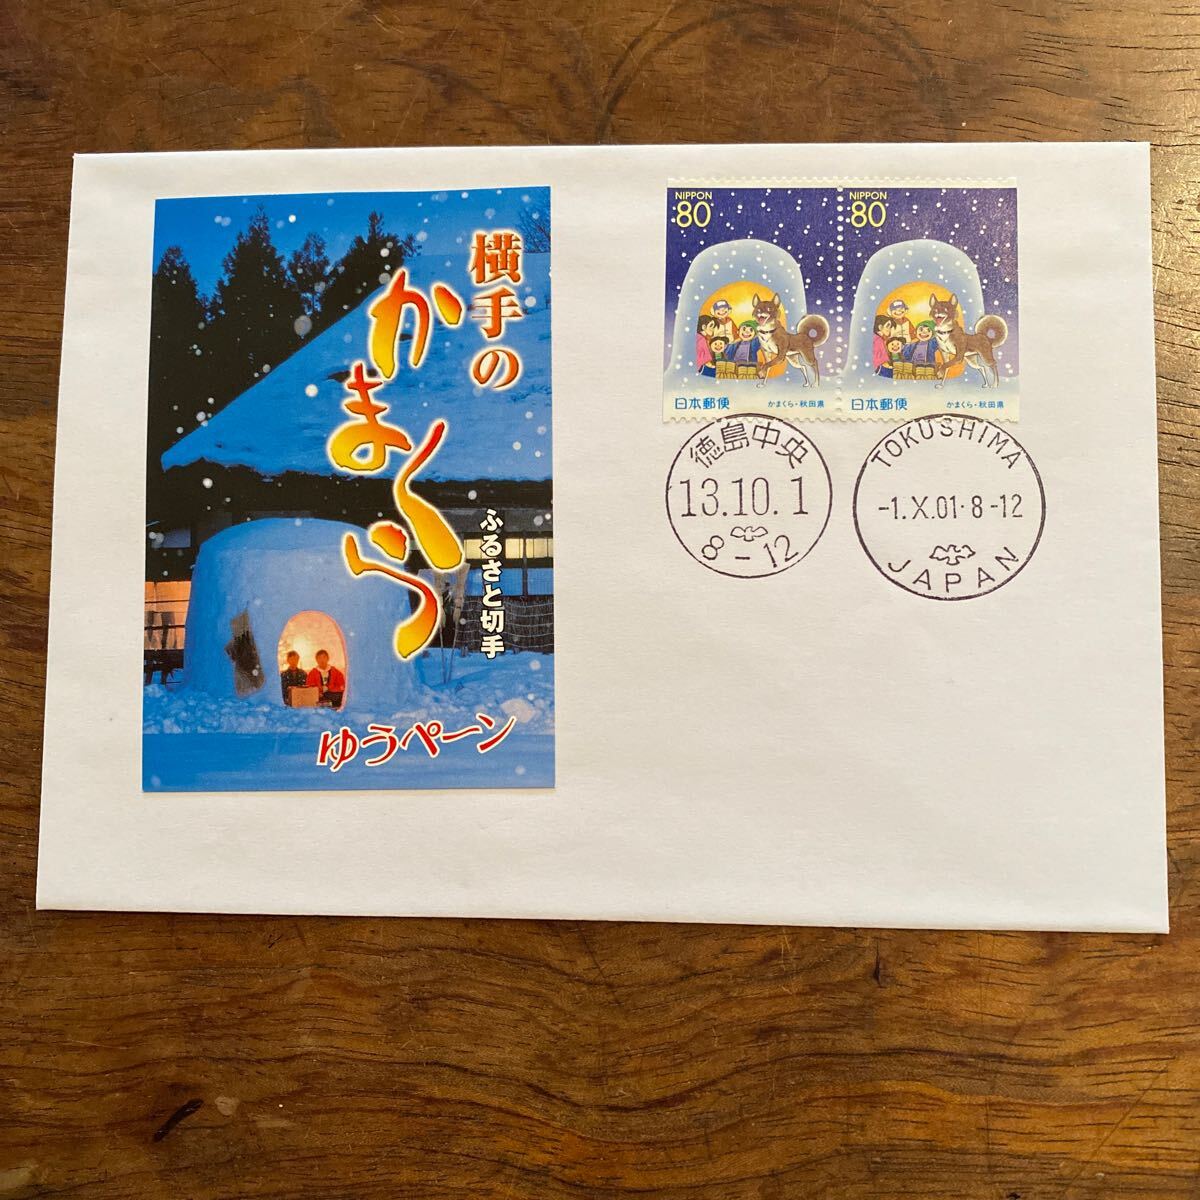 横手の
かまくら
ふるさと切手
ゆうペーン
NIPPON
80
日本郵便
かまくら・秋田県
NIPPON
80
日本郵便
かまくら・秋田県
徳島中央
13.10.1
8-12
TOKUSHIMA
-1.X.01.8-12
JAPAN